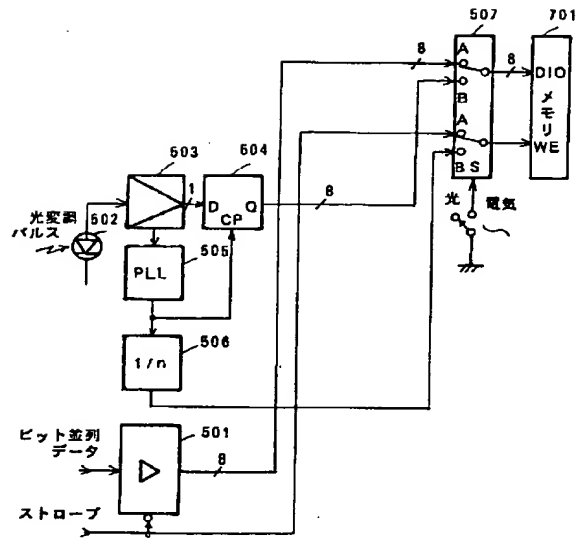 507
701
8
A
8
DIO
B
メモリ
A
WE
B S
503
504
1
D Q
CP
8
光変調
パルス
502
光
電気
505
PLL
506
1/n
ビット並列
データ
501
8
ストローブ